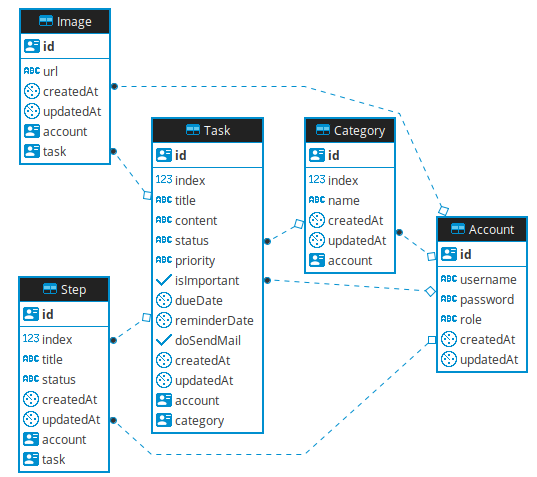 Image
id
ABC url
createdAt
updatedAt
account
ABC task
Task
id
123 index
ABC title
ABC content
ABC status
ABC priority
isImportant
dueDate
reminderDate
doSendMail
createdAt
updatedAt
account
category
Category
id
123 index
ABC name
createdAt
updatedAt
account
Account
id
ABC username
ABC password
ABC role
createdAt
updatedAt
Step
id
123 index
ABC title
ABC status
createdAt
updatedAt
account
task